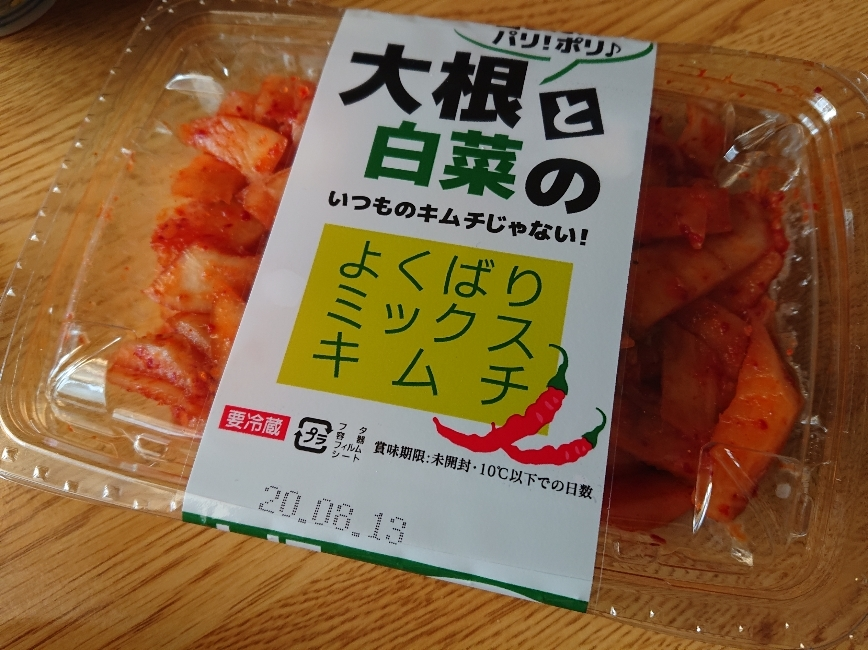 パリ!ポリ♪
大根と
白菜の
いつものキムチじゃない!
よくばり
ミックス
キムチ
要冷蔵
プラ
フタ
容器
フィルム
シート
賞味期限:未開封・10℃以下での日数
20.08.13